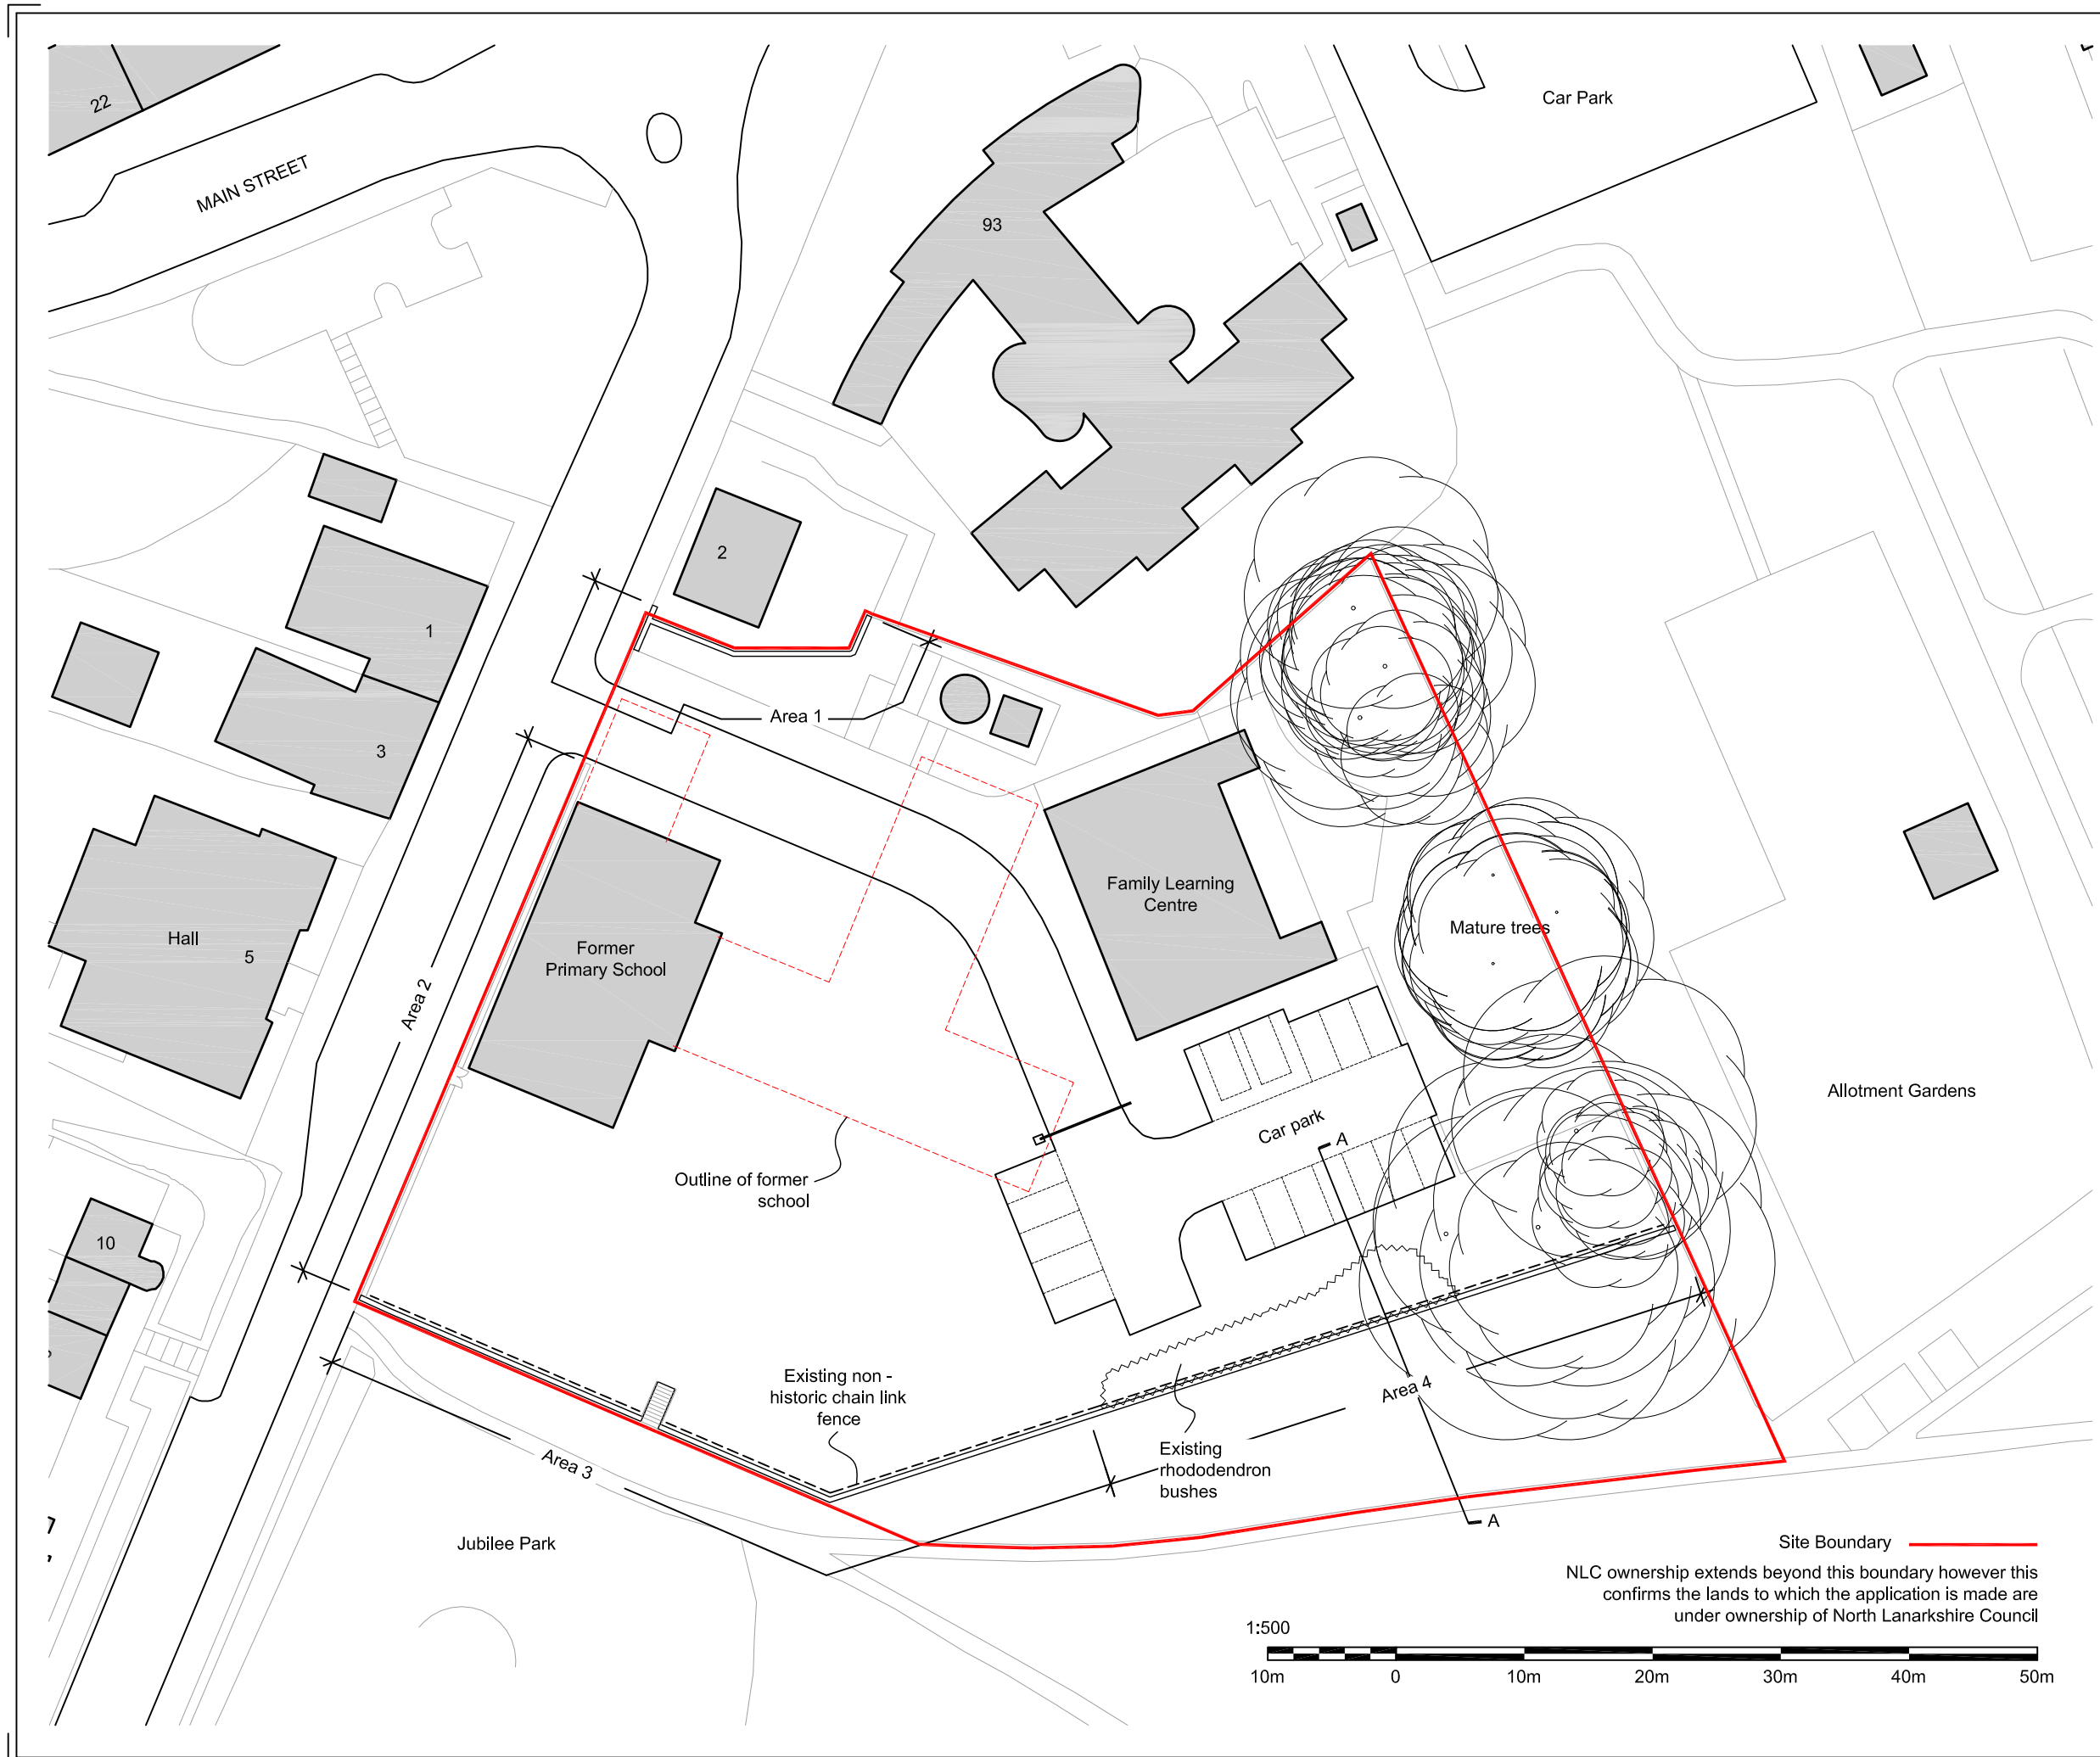 22
MAIN STREET
Car Park
93
2
1
3
Area 1
Hall
5
Area 2
Former
Primary School
Family Learning
Centre
Mature trees
Allotment Gardens
Outline of former
school
Car park
A
10
Existing non -
historic chain link
fence
Area 3
Area 4
Existing
rhododendron
bushes
A
Jubilee Park
Site Boundary
NLC ownership extends beyond this boundary however this
confirms the lands to which the application is made are
under ownership of North Lanarkshire Council
1:500
10m 0 10m 20m 30m 40m 50m